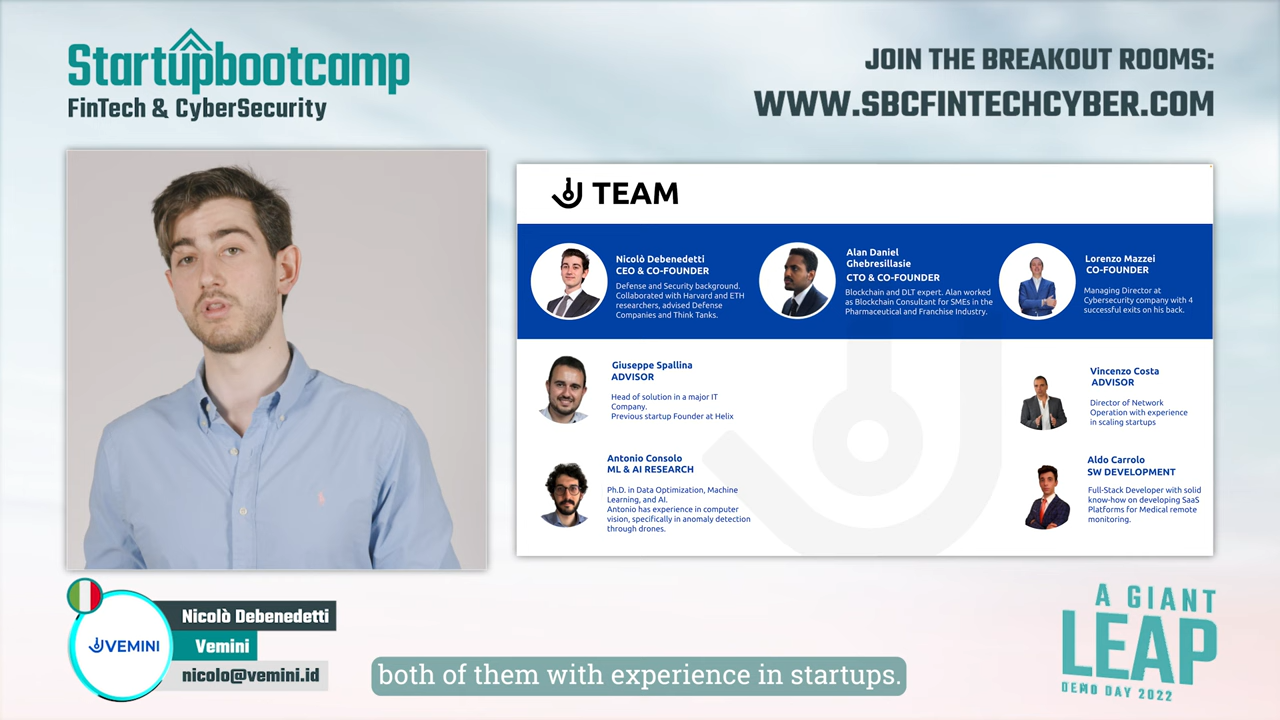 Startupbootcamp
FinTech & CyberSecurity
JOIN THE BREAKOUT ROOMS:
WWW.SBCFINTECHCYBER.COM
TEAM
Nicolò Debenedetti
CEO & CO-FOUNDER
Defense and Security background.
Collaborated with Harvard and ETH
researchers, advised Defense
Companies and Think Tanks.
Alan Daniel
Ghebresillasie
CTO & CO-FOUNDER
Blockchain and DLT expert. Alan worked
as Blockchain Consultant for SMEs in the
Pharmaceutical and Franchise Industry.
Lorenzo Mazzei
CO-FOUNDER
Managing Director at
Cybersecurity company with 4
successful exits on his back.
Giuseppe Spallina
ADVISOR
Head of solution in a major IT
Company.
Previous startup Founder at Helix
Vincenzo Costa
ADVISOR
Director of Network
Operation with experience
in scaling startups
Antonio Consolo
ML & AI RESEARCH
Ph.D. in Data Optimization, Machine
Learning, and AI.
Antonio has experience in computer
vision, specifically in anomaly detection
through drones.
Aldo Carrolo
SW DEVELOPMENT
Full-Stack Developer with solid
know-how on developing SaaS
Platforms for Medical remote
monitoring.
VEMINI
Nicolò Debenedetti
Vemini
nicolo@vemini.id
both of them with experience in startups.
A GIANT
LEAP
DEMO DAY 2022